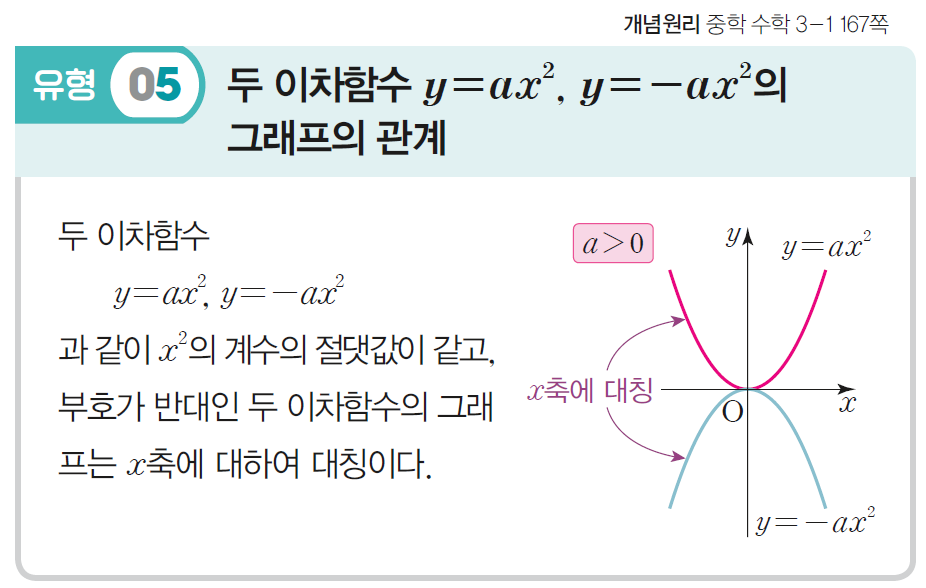 개념원리 중학 수학 3-1 167쪽
유형 05 두 이차함수 y=ax², y=-ax²의
그래프의 관계
두 이차함수
y=ax², y=-ax²
과 같이 x²의 계수의 절댓값이 같고,
부호가 반대인 두 이차함수의 그래
프는 x축에 대하여 대칭이다.
a>0
y
y=ax²
x축에 대칭
O
x
y=-ax²